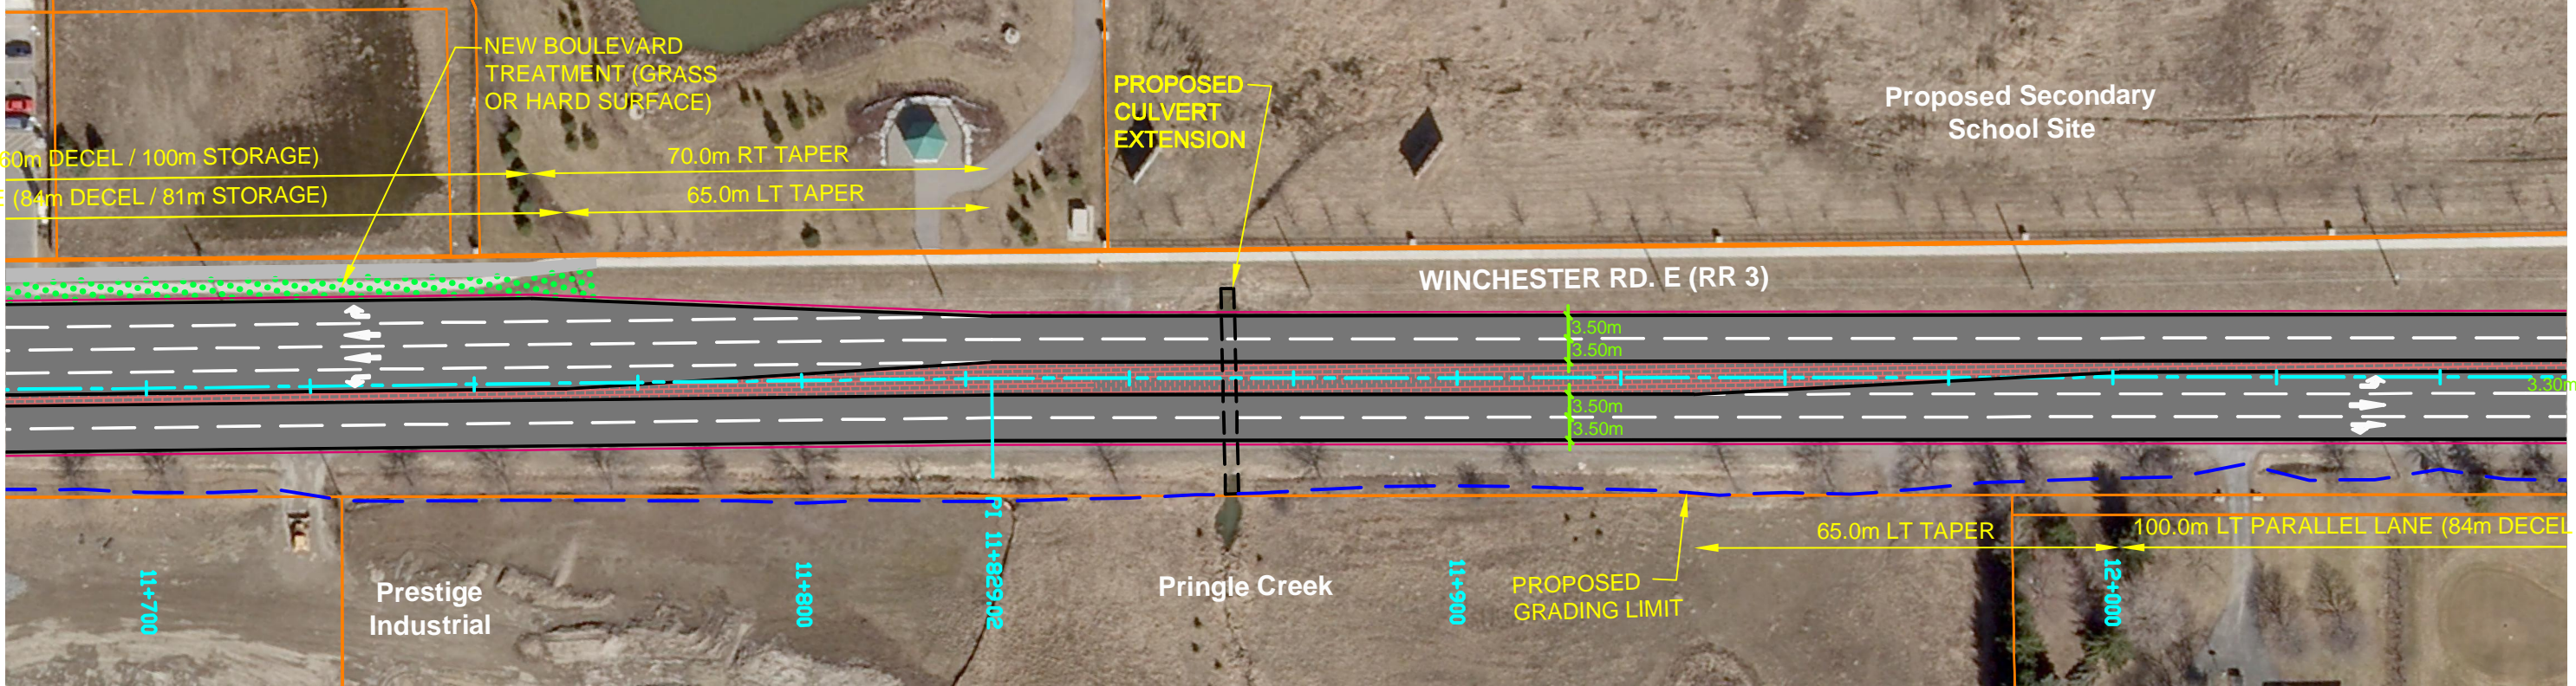 NEW BOULEVARD
TREATMENT (GRASS
OR HARD SURFACE)
60m DECEL / 100m STORAGE)
(84m DECEL / 81m STORAGE)
70.0m RT TAPER
65.0m LT TAPER
PROPOSED
CULVERT
EXTENSION
Proposed Secondary
School Site
WINCHESTER RD. E (RR 3)
3.50m
3.50m
3.50m
3.50m
3.30m
11+700
Prestige
Industrial
11+800
PI 11+829.02
Pringle Creek
11+900
PROPOSED
GRADING LIMIT
65.0m LT TAPER
100.0m LT PARALLEL LANE (84m DECEL
12+000